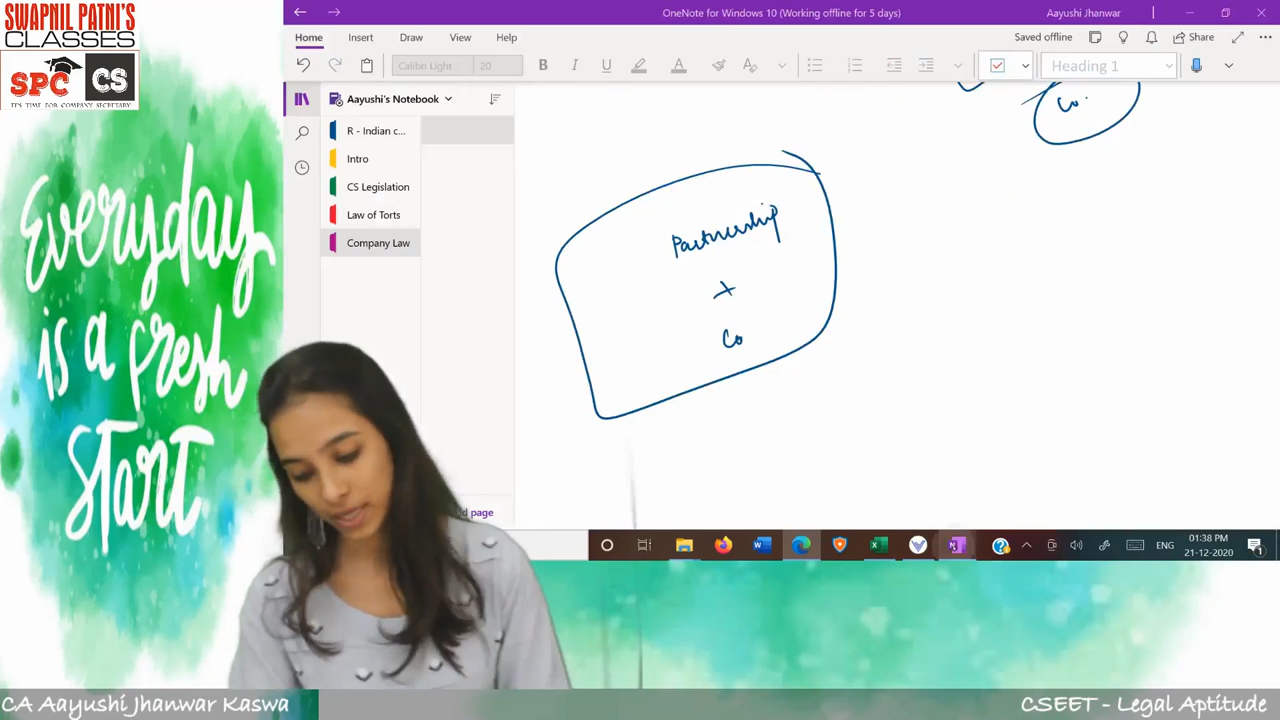 SWAPNIL PATNI'S
CLASSES
SPC CS
IT'S TIME FOR COMPANY SECRETARY
Everyday
is a fresh
start
OneNote for Windows 10 (Working offline for 5 days)
Aayushi Jhanwar
Home Insert Draw View Help
Saved offline
Share
Calibri Light 20 B I U A A Heading 1
Aayushi's Notebook
R - Indian c...
Intro
CS Legislation
Law of Torts
Company Law
d page
Co.
Partnership
+
Co
ENG
01:38 PM
21-12-2020
1
CA Aayushi Jhanwar Kaswa
CSEET - Legal Aptitude